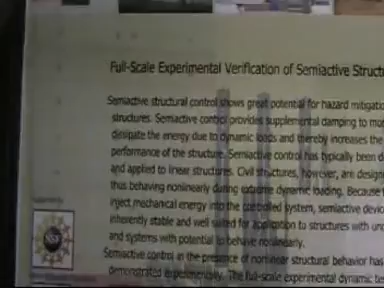 Full-Scale Experimental Verification of Semiactive Struct
Semiactive structural control shows great potential for hazard mitigatio
structures. Semiactive control provides supplemental damping to
dissipate the energy due to dynamic loads and thereby increases the
performance of the structure. Semiactive control has typically been d
and applied to linear structures. Civil structures, however, are design
thus behaving nonlinearly during extreme dynamic loading. Because
inject mechanical energy into the controlled system, semiactive devic
inherently stable and well suited for application to structures with unc
and systems with potential to behave nonlinearly.
Semiactive control in the presence of nonlinear structural behavior has
demonstrated experimentally. The full-scale experimental dynamic te
NSF